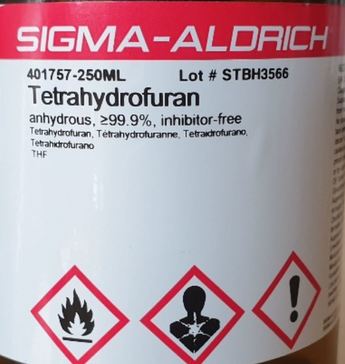 SIGMA-ALDRICH
401757-250ML Lot # STBH3566
Tetrahydrofuran
anhydrous, ≥99.9%, inhibitor-free
Tetrahydrofuran, Tétrahydrofuranne, Tetraidrofurano,
Tetrahidrofurano
THF